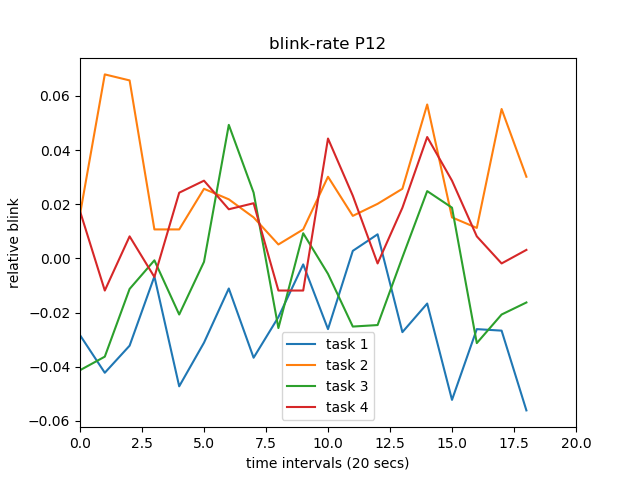 blink-rate P12
relative blink
0.06
0.04
0.02
0.00
−0.02
−0.04
−0.06
task 1
task 2
task 3
task 4
0.0 2.5 5.0 7.5 10.0 12.5 15.0 17.5 20.0
time intervals (20 secs)